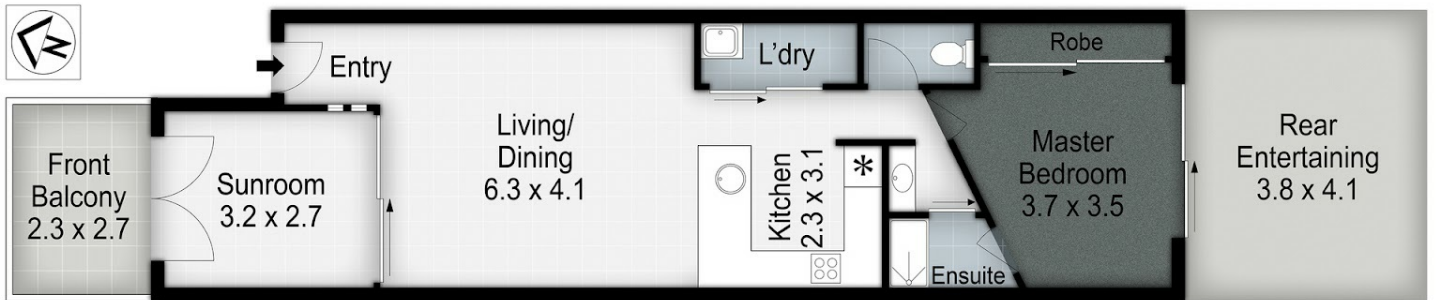 N
Entry
L'dry
Robe
Front
Balcony
2.3 x 2.7
Sunroom
3.2 x 2.7
Living/
Dining
6.3 x 4.1
Kitchen
2.3 x 3.1
*
Ensuite
Master
Bedroom
3.7 x 3.5
Rear
Entertaining
3.8 x 4.1